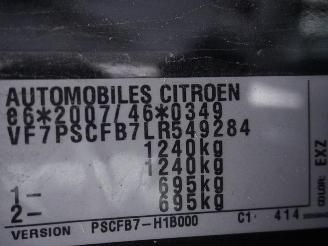 AUTOMOBILES CITROEN
e6*2007/46*0349
VF7PSCFB7LR549284
1240kg
1240kg
1- 695kg
2- 695kg
VERSION PSCFB7-H1B000 C1 414
COLOR: EXZ